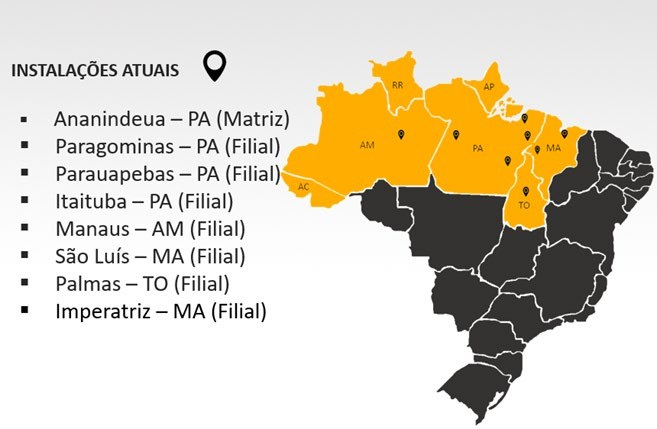 INSTALAÇÕES ATUAIS
▪ Ananindeua – PA (Matriz)
▪ Paragominas – PA (Filial)
▪ Parauapebas – PA (Filial)
▪ Itaituba – PA (Filial)
▪ Manaus – AM (Filial)
▪ São Luís – MA (Filial)
▪ Palmas – TO (Filial)
▪ Imperatriz – MA (Filial)
RR
AP
AM
PA
MA
AC
TO